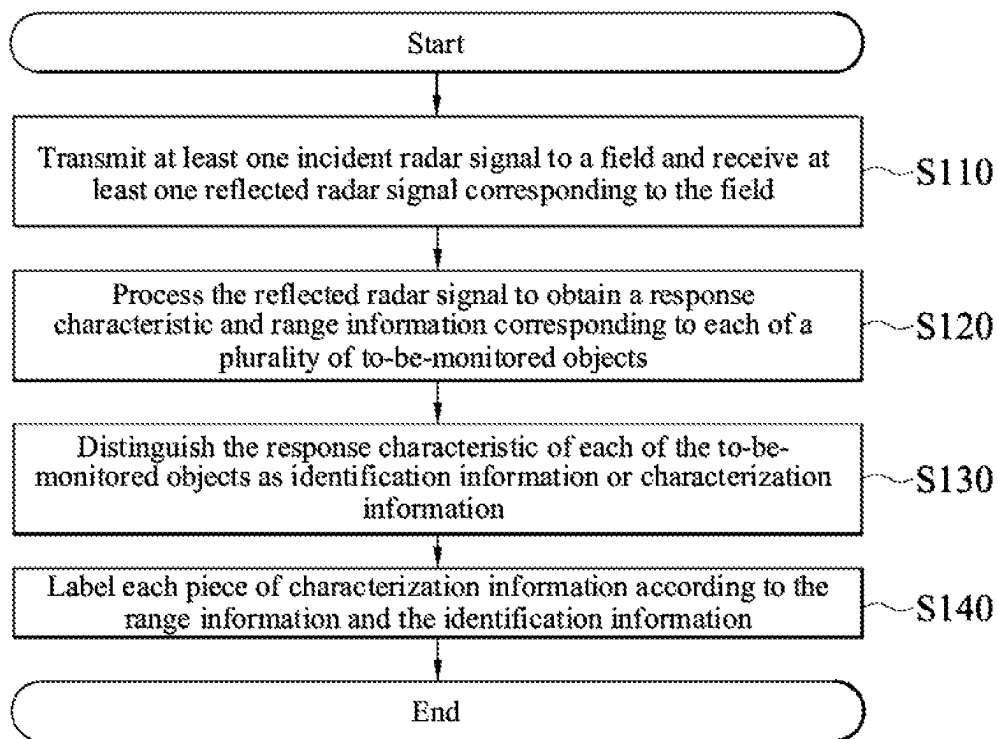 Start
Transmit at least one incident radar signal to a field and receive at
least one reflected radar signal corresponding to the field
S110
Process the reflected radar signal to obtain a response
characteristic and range information corresponding to each of a
plurality of to-be-monitored objects
S120
Distinguish the response characteristic of each of the to-be-
monitored objects as identification information or characterization
information
S130
Label each piece of characterization information according to the
range information and the identification information
S140
End